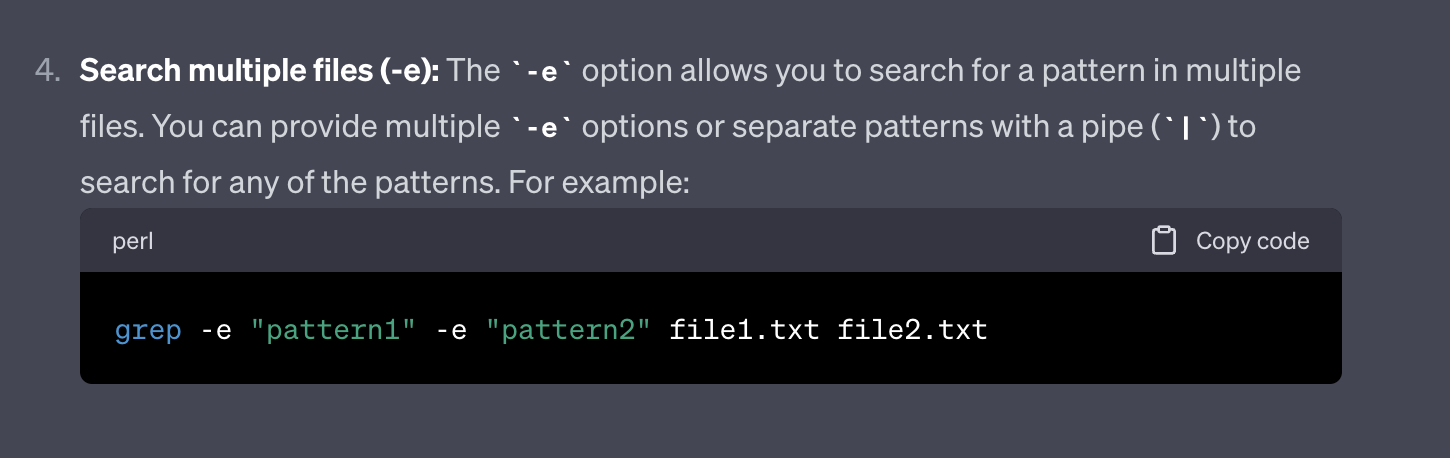 4. Search multiple files (-e): The `-e` option allows you to search for a pattern in multiple
files. You can provide multiple `-e` options or separate patterns with a pipe (`|`) to
search for any of the patterns. For example:
perl Copy code
grep -e "pattern1" -e "pattern2" file1.txt file2.txt